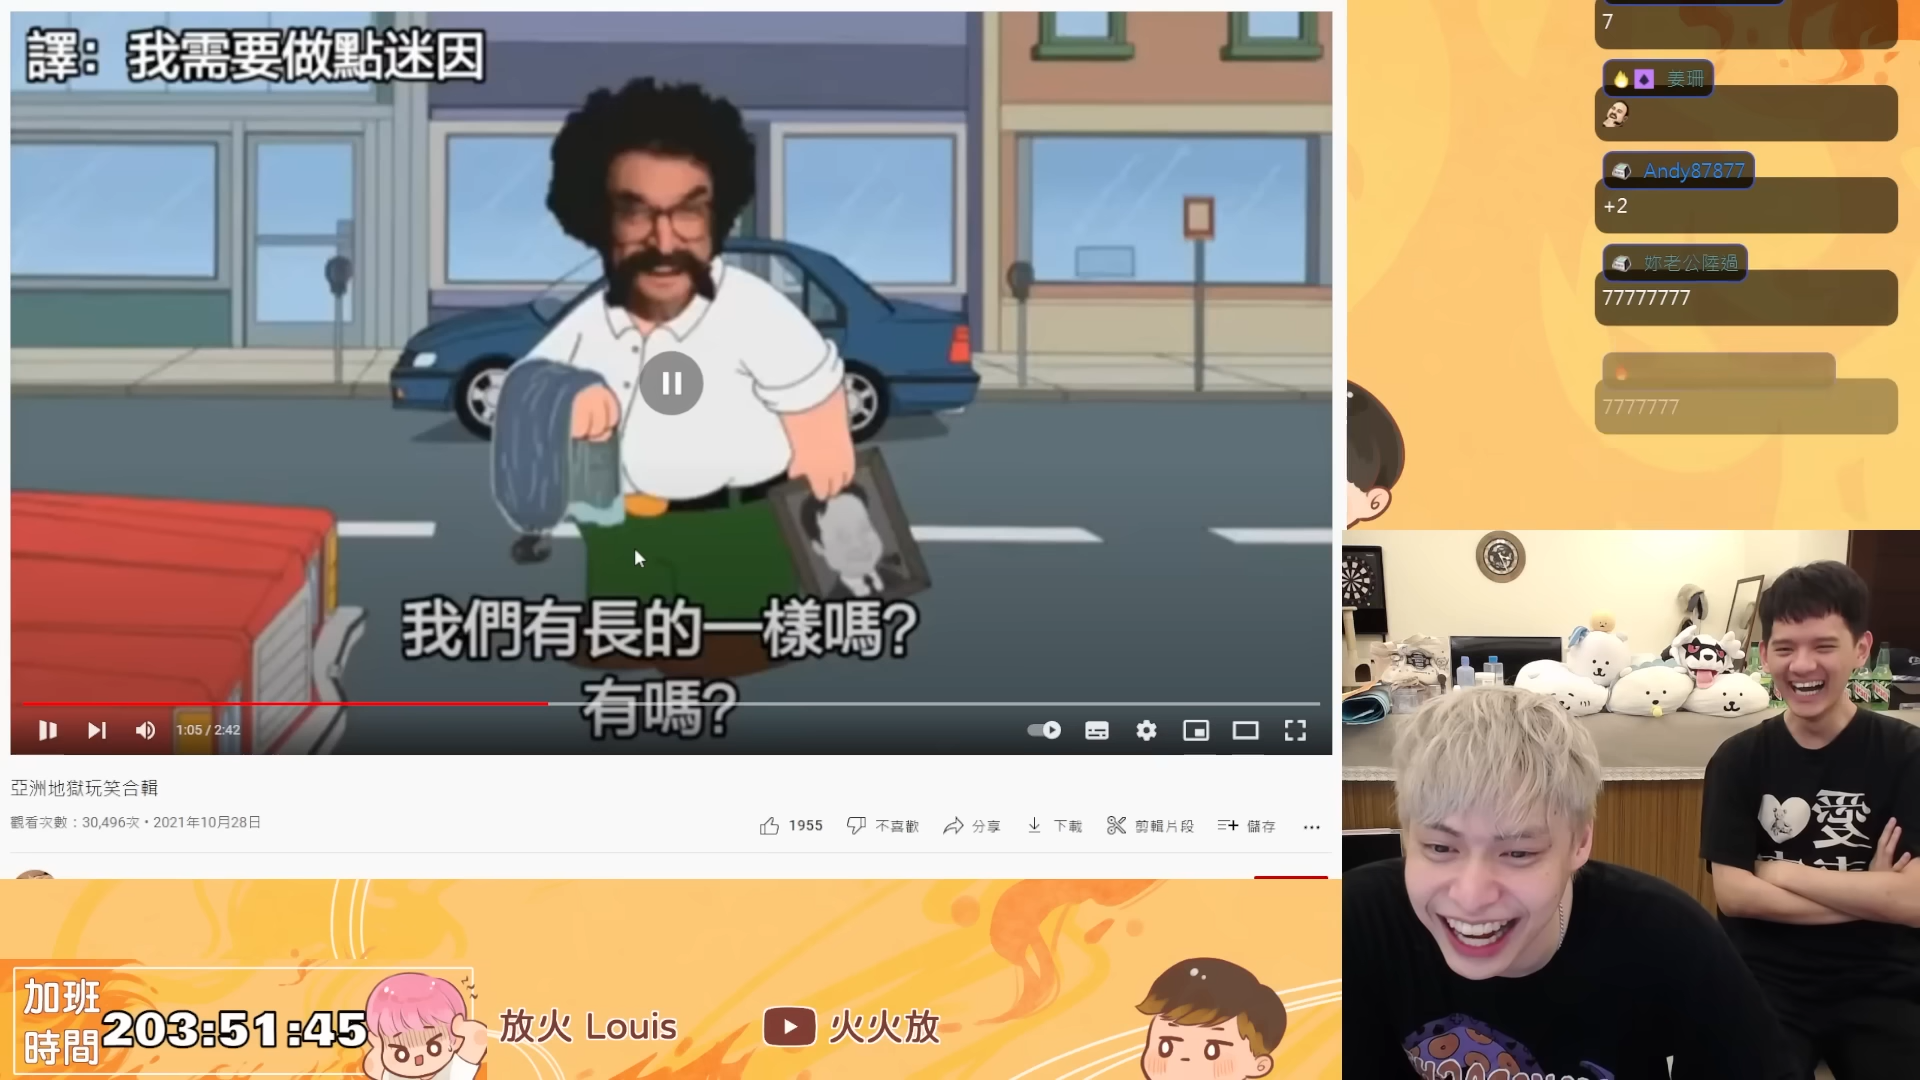 譯：我需要做點迷因
我們有長的一樣嗎?
有嗎?
1:05 / 2:42
亞洲地獄玩笑合輯
觀看次數：30,496次 • 2021年10月28日
1955
不喜歡
分享
下載
剪輯片段
儲存
7
姜珊
Andy87877
+2
妳老公陸過
77777777
7777777
愛
加班
時間
203:51:45
放火 Louis
火火放